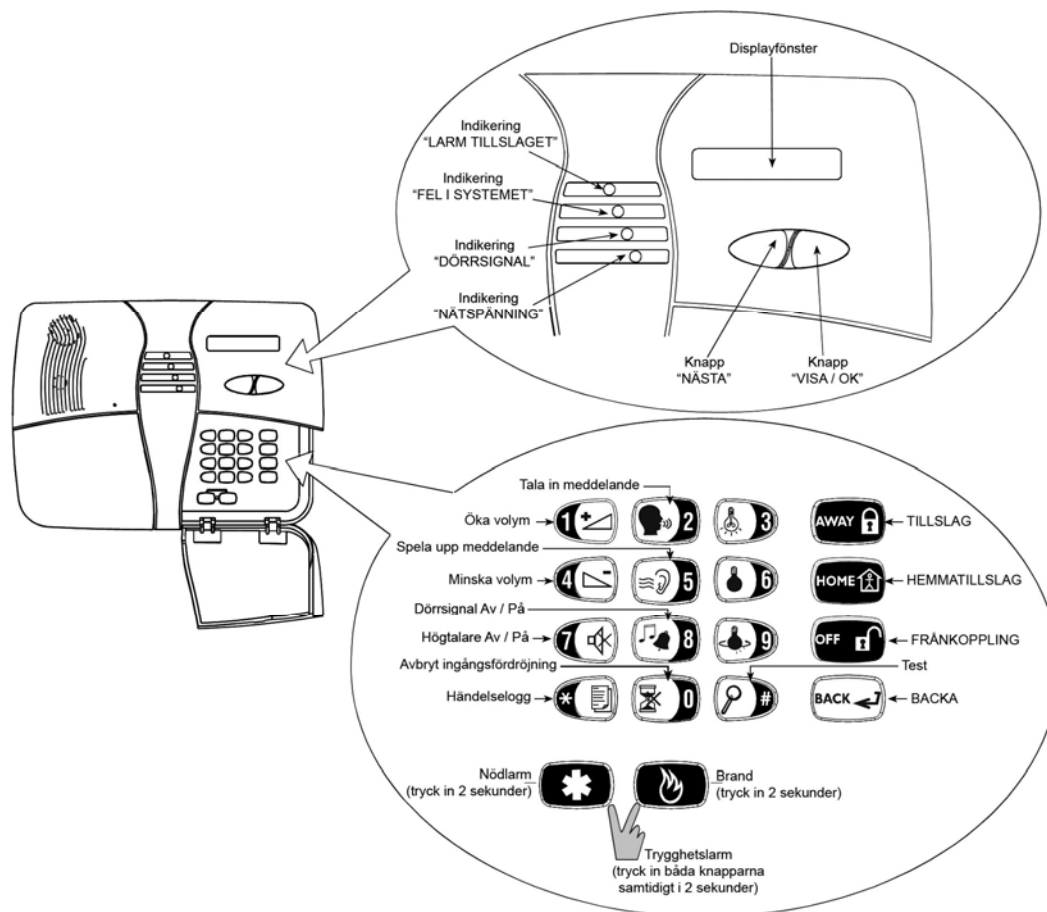 Displayfönster
Indikering
“LARM TILLSLAGET”
Indikering
“FEL I SYSTEMET”
Indikering
“DÖRRSIGNAL”
Indikering
“NÄTSPÄNNING”
Knapp
“NÄSTA”
Knapp
“VISA / OK”
Tala in meddelande
Öka volym
1
+
2
3
AWAY
TILLSLAG
Spela upp meddelande
Minska volym
4
-
5
6
HOME
HEMMATILLSLAG
Dörrsignal Av / På
Högtalare Av / På
7
8
9
OFF
FRÅNKOPPLING
Avbryt ingångsfördröjning
Test
Händelselogg
*
0
#
BACK
BACKA
Nödlarm
(tryck in 2 sekunder)
*
Brand
(tryck in 2 sekunder)
Trygghetslarm
(tryck in båda knapparna
samtidigt i 2 sekunder)